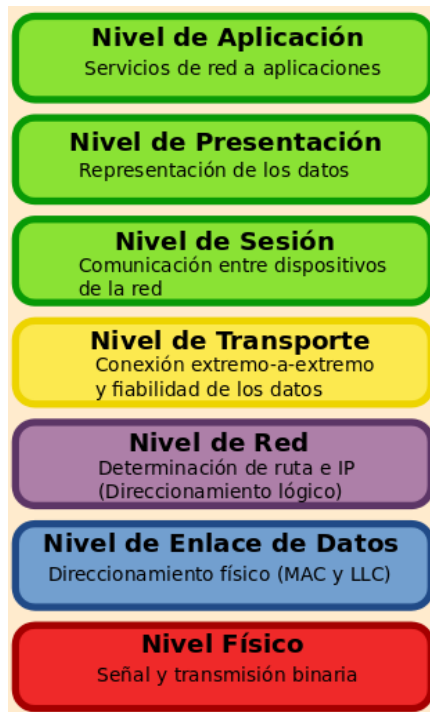 Nivel de Aplicación
Servicios de red a aplicaciones
Nivel de Presentación
Representación de los datos
Nivel de Sesión
Comunicación entre dispositivos
de la red
Nivel de Transporte
Conexión extremo-a-extremo
y fiabilidad de los datos
Nivel de Red
Determinación de ruta e IP
(Direccionamiento lógico)
Nivel de Enlace de Datos
Direccionamiento físico (MAC y LLC)
Nivel Físico
Señal y transmisión binaria